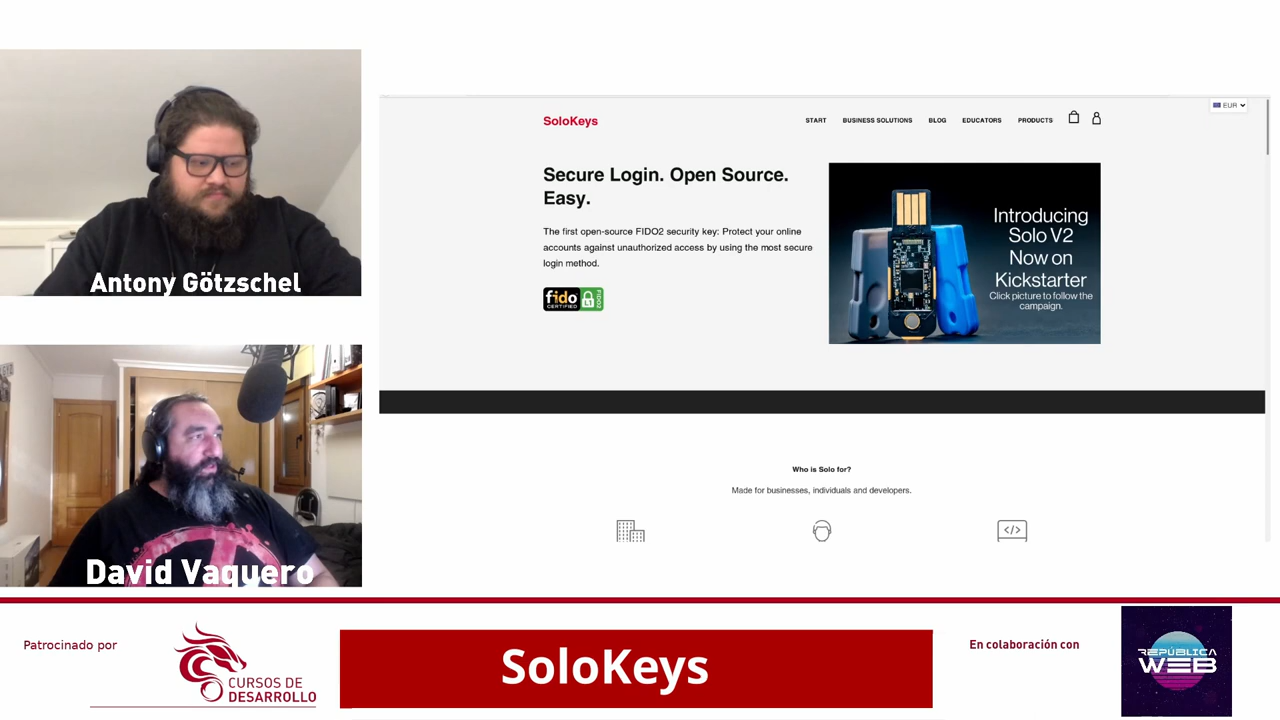 Antony Götzschel
David Vaquero
EUR
SoloKeys
START BUSINESS SOLUTIONS BLOG EDUCATORS PRODUCTS
Secure Login. Open Source.
Easy.
The first open-source FIDO2 security key: Protect your online
accounts against unauthorized access by using the most secure
login method.
fido
CERTIFIED
FIDO2
Introducing
Solo V2
Now on
Kickstarter
Click picture to follow the
campaign.
Who is Solo for?
Made for businesses, individuals and developers.
</>
Patrocinado por
CURSOS DE
DESARROLLO
SoloKeys
En colaboración con
REPÚBLICA
WEB